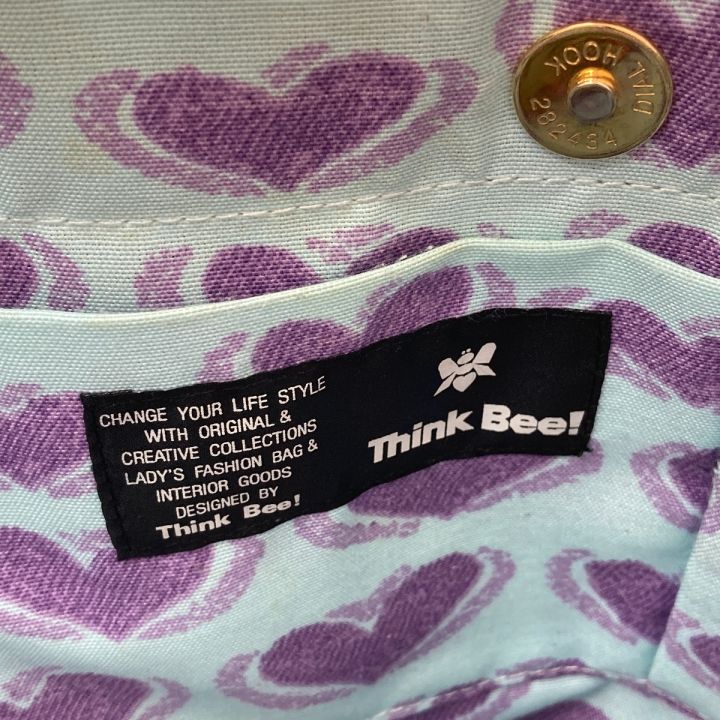 DIAL HOOK
282434
CHANGE YOUR LIFE STYLE
WITH ORIGINAL &
CREATIVE COLLECTIONS
LADY'S FASHION BAG &
INTERIOR GOODS
DESIGNED BY
Think Bee!
Think Bee!